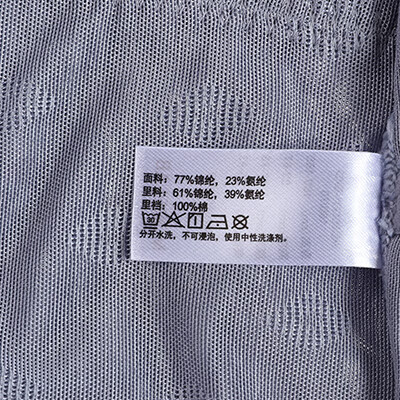 面料：77%锦纶，23%氨纶
里料：61%锦纶，39%氨纶
里裆：100%棉
分开水洗，不可浸泡，使用中性洗涤剂。